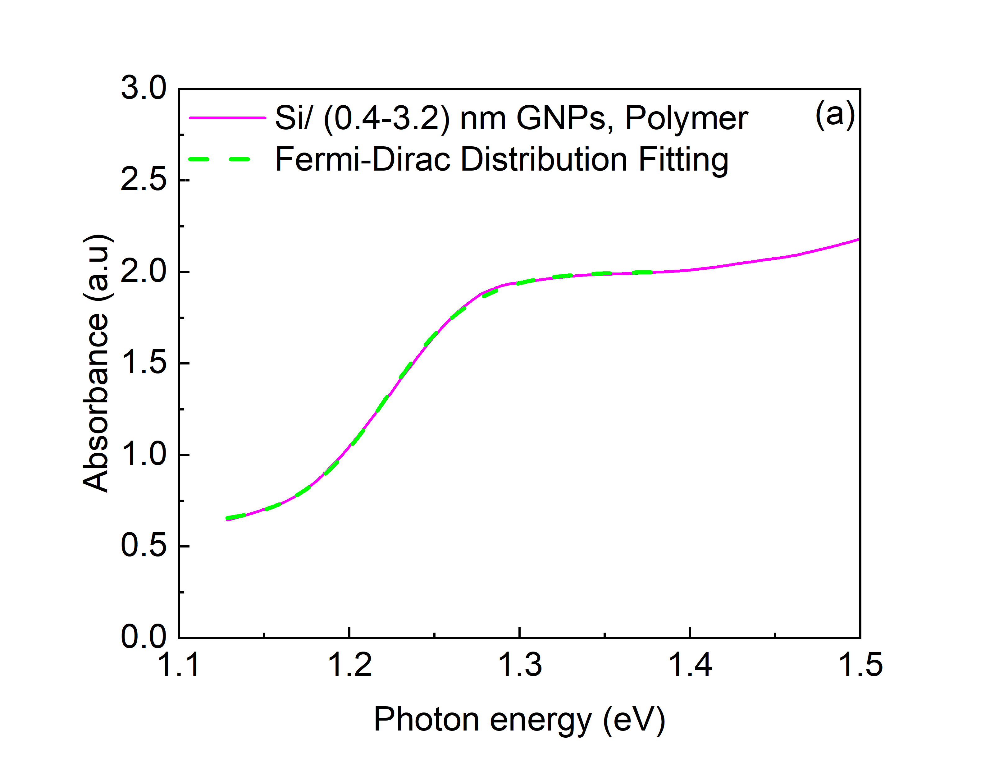 3.0
2.5
2.0
1.5
1.0
0.5
0.0
Absorbance (a.u)
Si/ (0.4-3.2) nm GNPs, Polymer
Fermi-Dirac Distribution Fitting
(a)
1.1 1.2 1.3 1.4 1.5
Photon energy (eV)